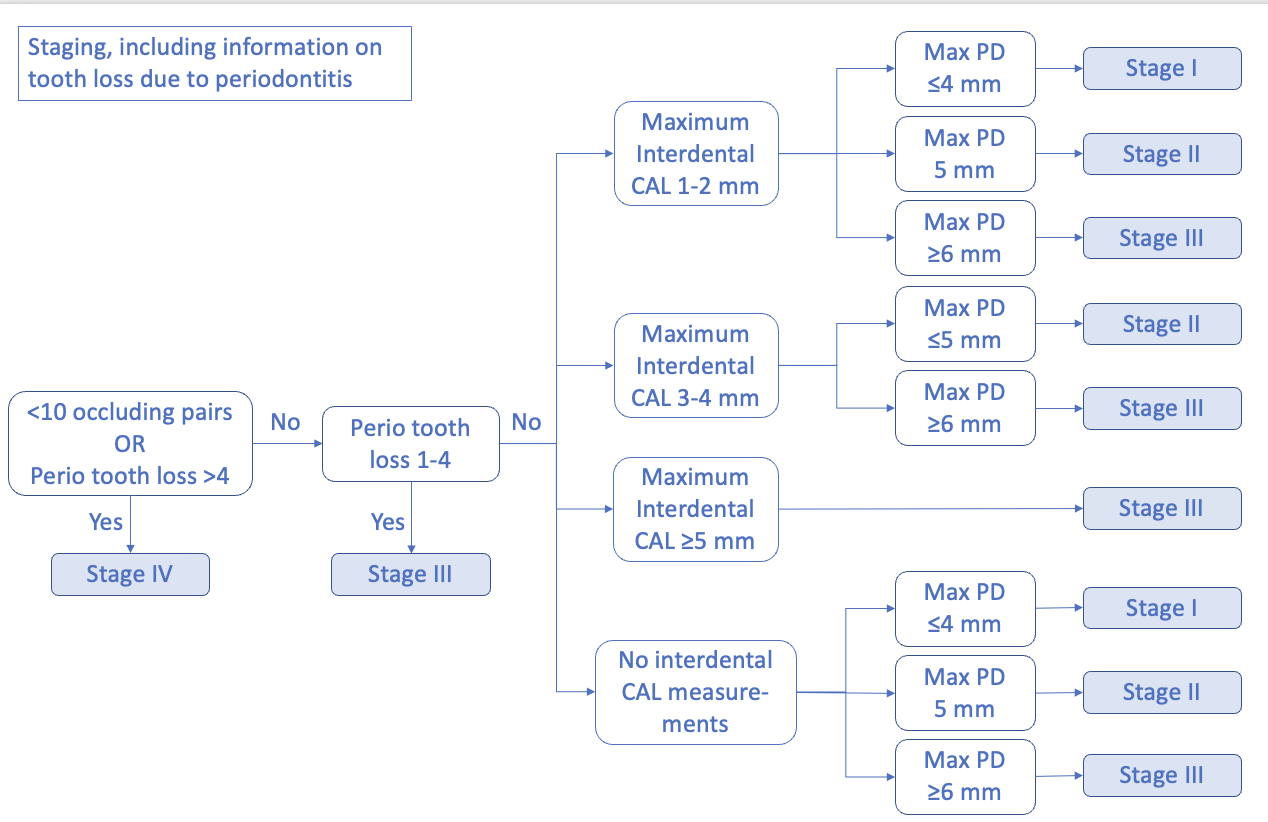 Staging, including information on
tooth loss due to periodontitis
<10 occluding pairs
OR
Perio tooth loss >4
No
Yes
Stage IV
Perio tooth
loss 1-4
No
Yes
Stage III
Maximum
Interdental
CAL 1-2 mm
Max PD
≤4 mm
Stage I
Max PD
5 mm
Stage II
Max PD
≥6 mm
Stage III
Maximum
Interdental
CAL 3-4 mm
Max PD
≤5 mm
Stage II
Max PD
≥6 mm
Stage III
Maximum
Interdental
CAL ≥5 mm
Stage III
No interdental
CAL measure-
ments
Max PD
≤4 mm
Stage I
Max PD
5 mm
Stage II
Max PD
≥6 mm
Stage III